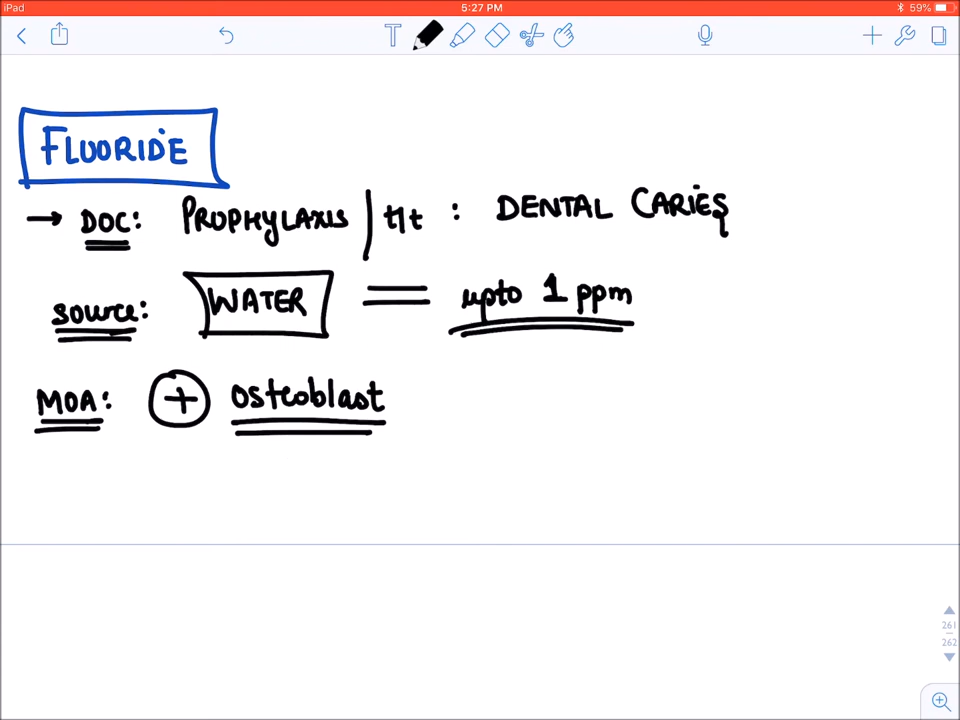 iPad 5:27 PM 59%
T
FLUORIDE
→ DOC: PROPHYLAXIS | t/t : DENTAL CARIES
source: WATER = upto 1 ppm
MOA: + osteoblast
261
262